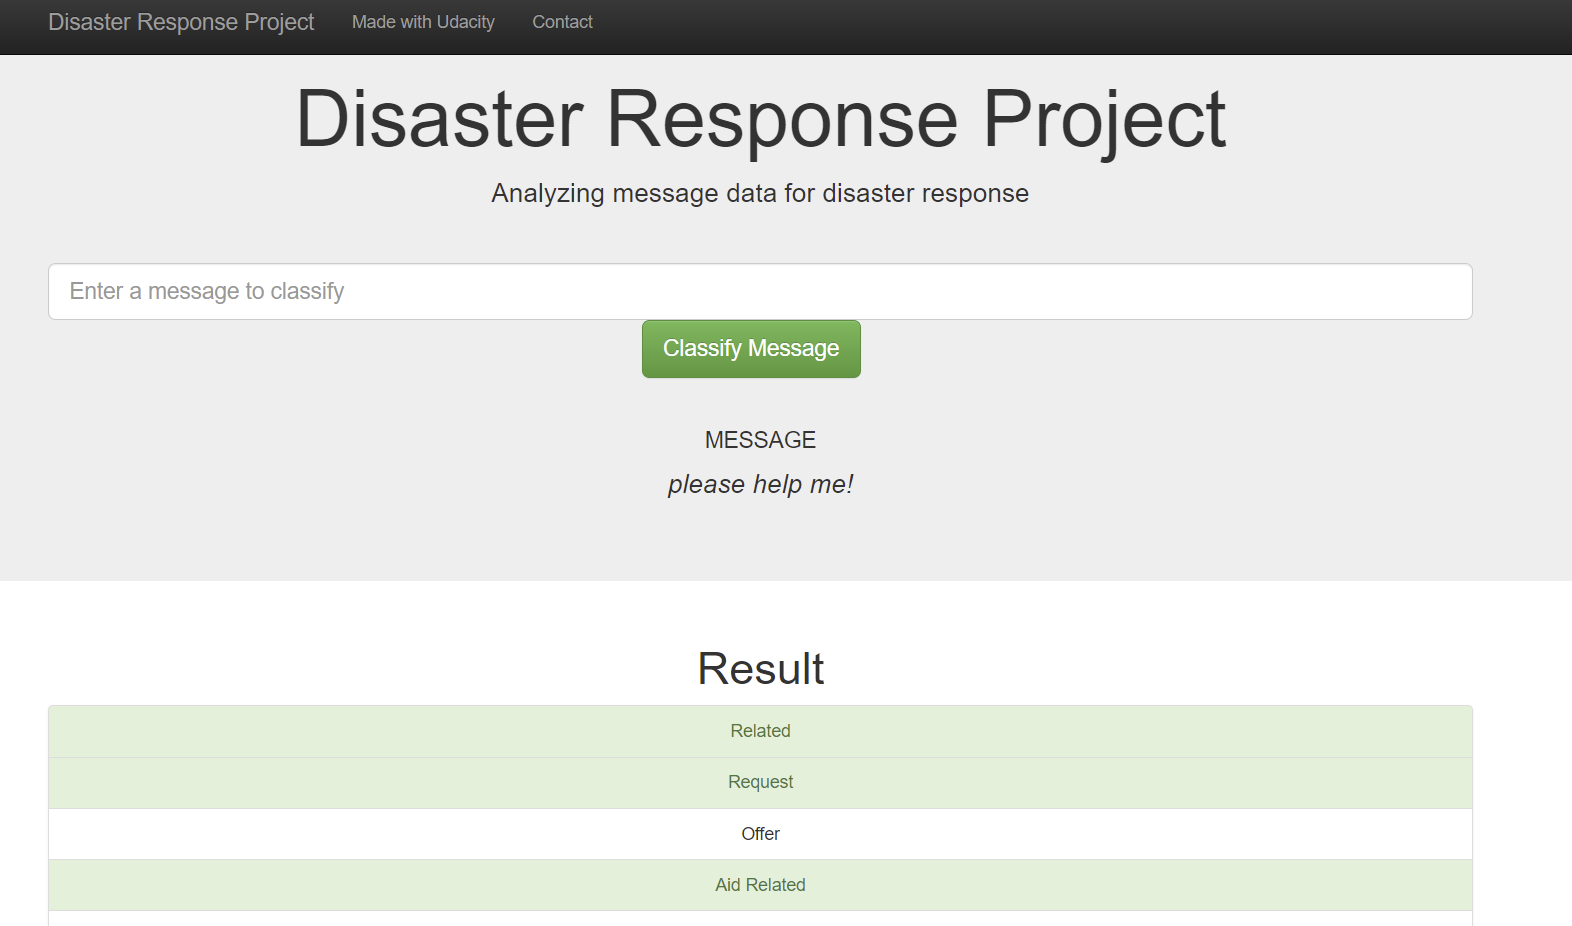 Disaster Response Project Made with Udacity Contact
Disaster Response Project
Analyzing message data for disaster response
Enter a message to classify
Classify Message
MESSAGE
please help me!
Result
Related
Request
Offer
Aid Related